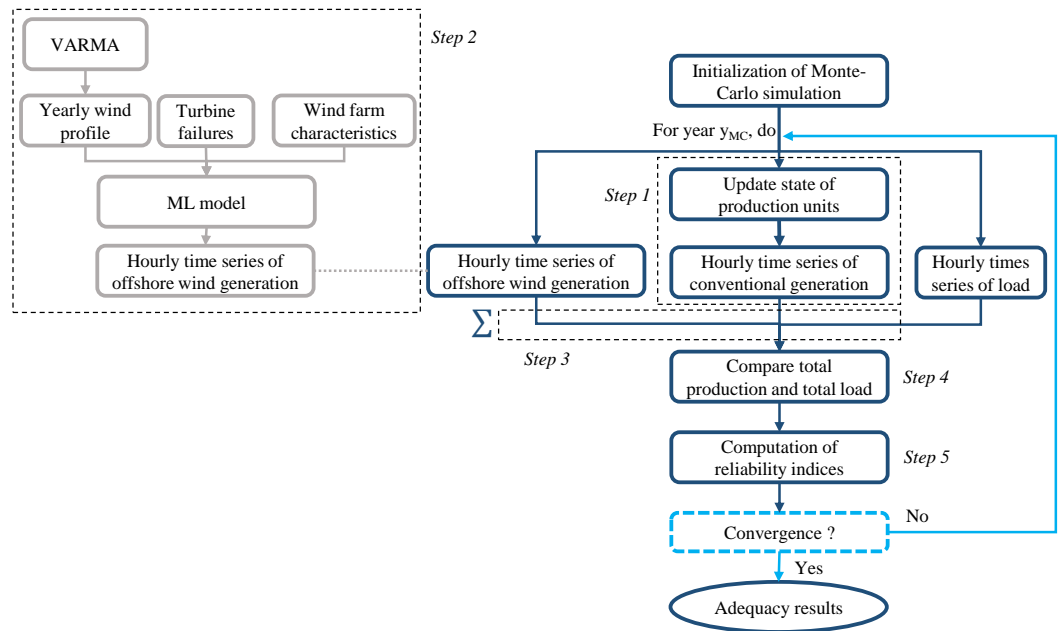 VARMA
Step 2
Yearly wind
profile
Turbine
failures
Wind farm
characteristics
ML model
Hourly time series of
offshore wind generation
Initialization of Monte-
Carlo simulation
For year yMC, do
Step 1
Update state of
production units
Hourly time series of
offshore wind generation
Hourly time series of
conventional generation
Hourly times
series of load
∑
Step 3
Compare total
production and total load
Step 4
Computation of
reliability indices
Step 5
Convergence ?
No
Yes
Adequacy results